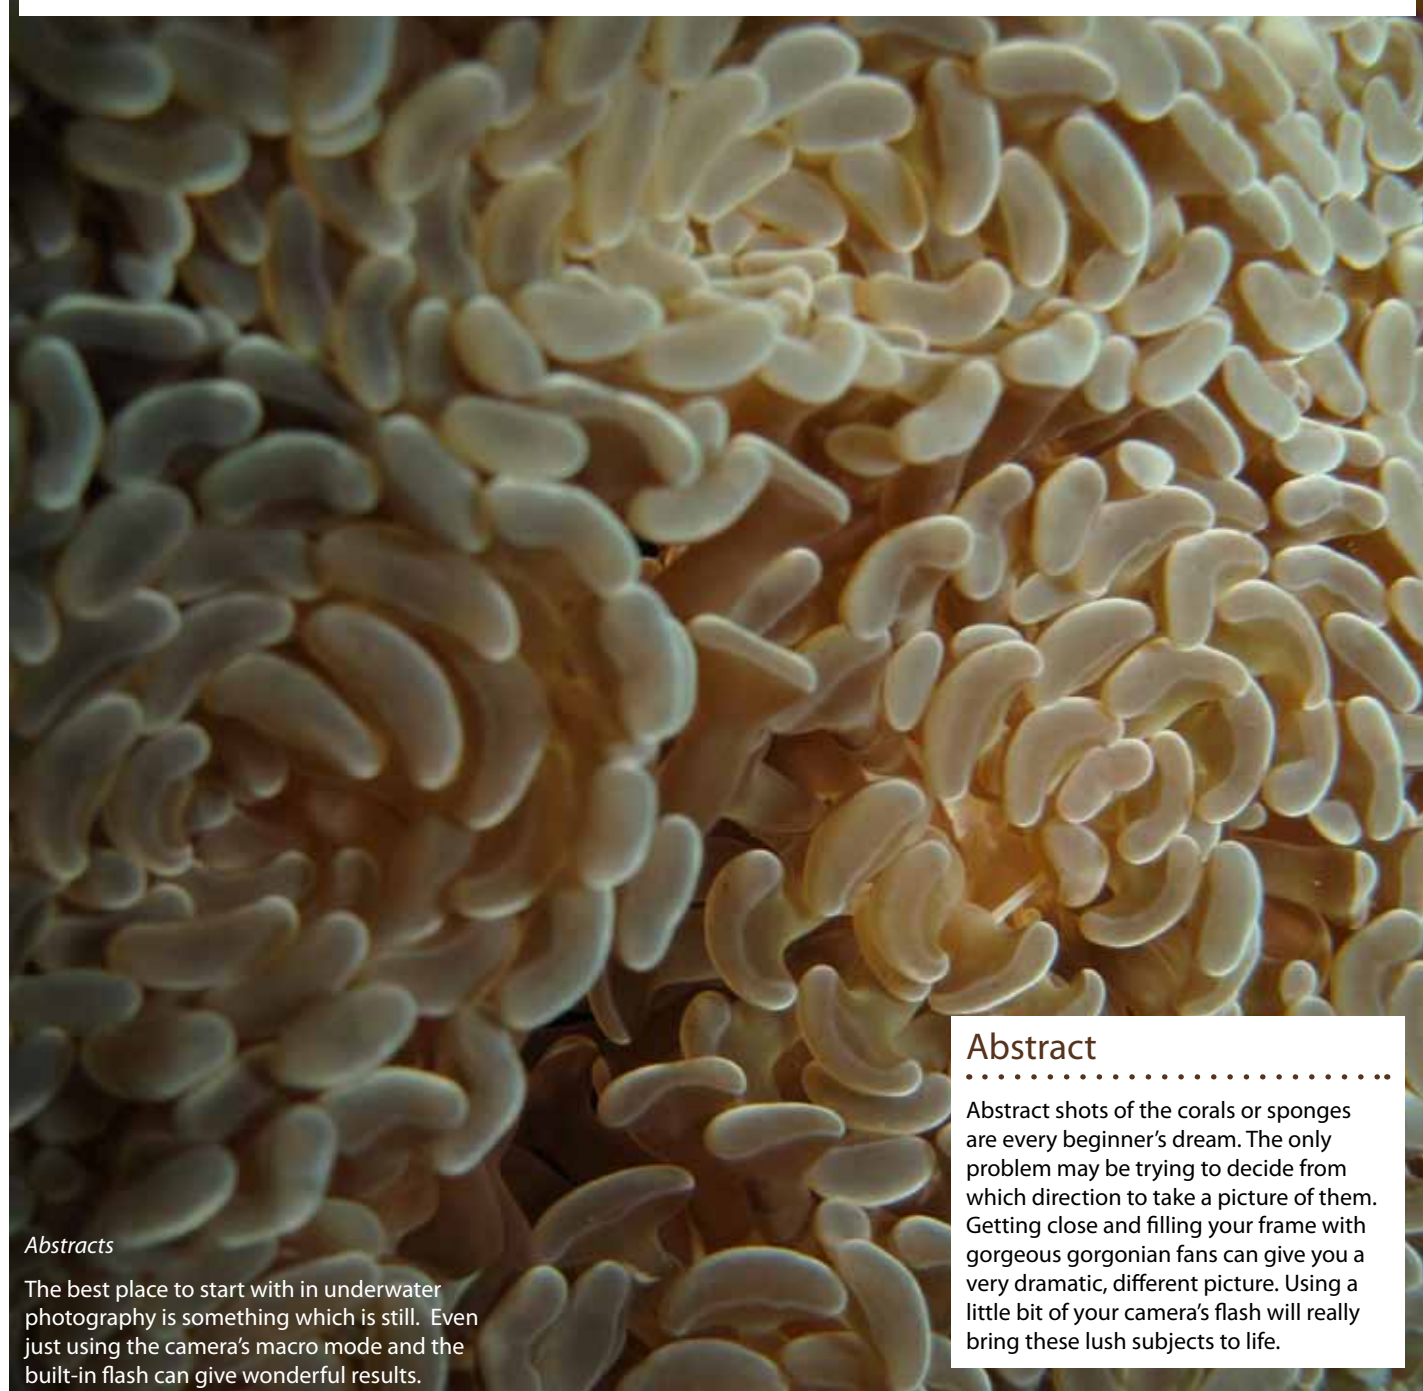 Abstract
Abstract shots of the corals or sponges
are every beginner’s dream. The only
problem may be trying to decide from
which direction to take a picture of them.
Getting close and filling your frame with
gorgeous gorgonian fans can give you a
very dramatic, different picture. Using a
little bit of your camera’s flash will really
bring these lush subjects to life.
Abstracts
The best place to start with in underwater
photography is something which is still.  Even
just using the camera’s macro mode and the
built-in flash can give wonderful results.